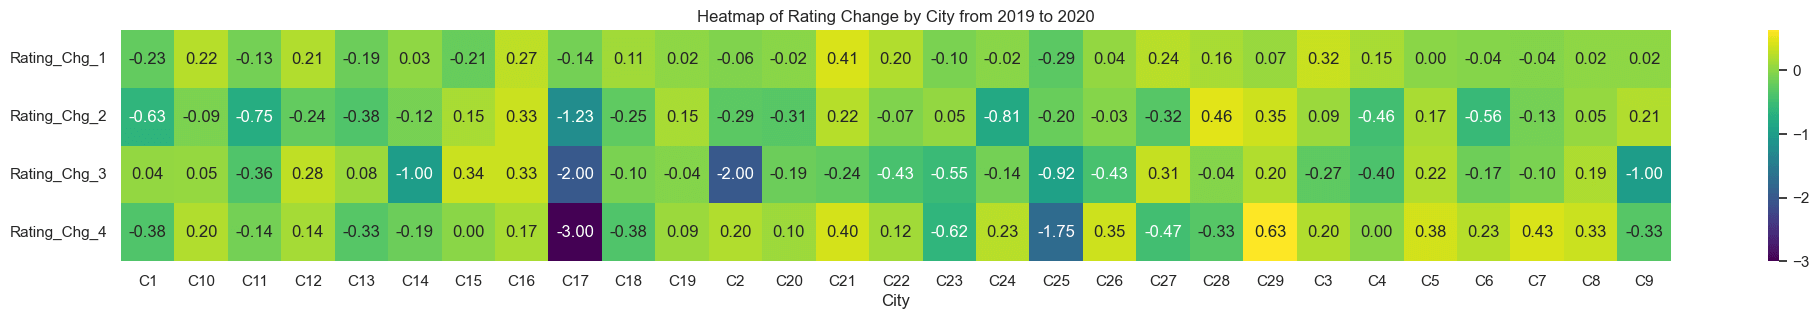 Heatmap of Rating Change by City from 2019 to 2020
Rating_Chg_1 -0.23 0.22 -0.13 0.21 -0.19 0.03 -0.21 0.27 -0.14 0.11 0.02 -0.06 -0.02 0.41 0.20 -0.10 -0.02 -0.29 0.04 0.24 0.16 0.07 0.32 0.15 0.00 -0.04 -0.04 0.02 0.02
Rating_Chg_2 -0.63 -0.09 -0.75 -0.24 -0.38 -0.12 0.15 0.33 -1.23 -0.25 0.15 -0.29 -0.31 0.22 -0.07 0.05 -0.81 -0.20 -0.03 -0.32 0.46 0.35 0.09 -0.46 0.17 -0.56 -0.13 0.05 0.21
Rating_Chg_3 0.04 0.05 -0.36 0.28 0.08 -1.00 0.34 0.33 -2.00 -0.10 -0.04 -2.00 -0.19 -0.24 -0.43 -0.55 -0.14 -0.92 -0.43 0.31 -0.04 0.20 -0.27 -0.40 0.22 -0.17 -0.10 0.19 -1.00
Rating_Chg_4 -0.38 0.20 -0.14 0.14 -0.33 -0.19 0.00 0.17 -3.00 -0.38 0.09 0.20 0.10 0.40 0.12 -0.62 0.23 -1.75 0.35 -0.47 -0.33 0.63 0.20 0.00 0.38 0.23 0.43 0.33 -0.33
C1 C10 C11 C12 C13 C14 C15 C16 C17 C18 C19 C2 C20 C21 C22 C23 C24 C25 C26 C27 C28 C29 C3 C4 C5 C6 C7 C8 C9
City
0
−1
−2
−3